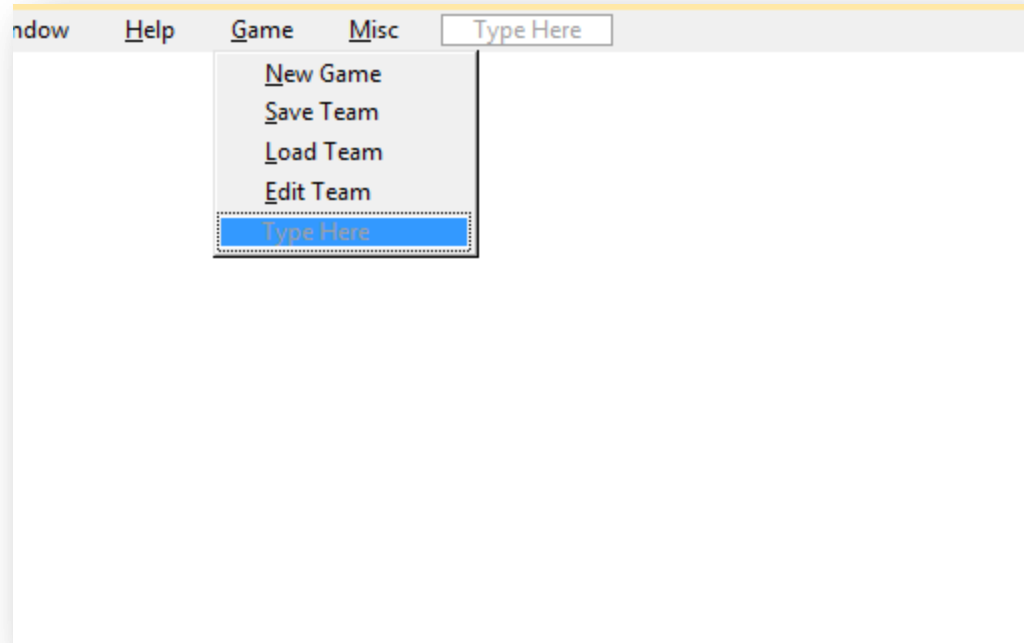 ndow Help Game Misc Type Here
New Game
Save Team
Load Team
Edit Team
Type Here